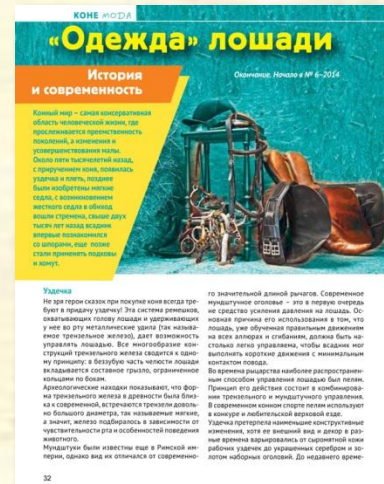 КОНЕ MODA
«Одежда» лошади
История
и современность
Окончание. Начало в № 6–2014
Конный мир – самая консервативная
область человеческой жизни, где
прослеживается преемственность
поколений, а изменения и
усовершенствования малы.
Около пяти тысячелетий назад,
с приручением коня, появилась
уздечка и плеть, позднее
были изобретены мягкие
седла, с возникновением
жесткого седла в обиход
вошли стремена, свыше двух
тысяч лет назад всадник
впервые познакомился
со шпорами, еще позже
стали применять подковы
и хомут.
Уздечка
Не зря герои сказок при покупке коня всегда тре-
буют в придачу уздечку! Эта система ремешков,
охватывающих голову лошади и удерживающих
у нее во рту металлические удила (так называе-
мое трензельное железо), дает возможность
управлять лошадью. Все многообразие кон-
струкций трензельного железа сводится к одно-
му принципу: в беззубую часть челюсти лошади
вкладывается составное грызло, ограниченное
кольцами по бокам.
Археологические находки показывают, что фор-
ма трензельного железа в древности была близ-
ка к современной, встречаются трензели доволь-
но большого диаметра, так называемые мягкие,
а значит, железо подбиралось в зависимости от
чувствительности рта и особенностей поведения
животного.
Мундштуки были известны еще в Римской им-
перии, однако вид их отличался от современно-
го значительной длиной рычагов. Современное
мундштучное оголовье – это в первую очередь
не средство усиления давления на лошадь. Ос-
новная причина его использования в том, что
лошадь, уже обученная правильным движениям
на всех аллюрах и сгибаниям, должна быть на-
столько легко управляема, чтобы всадник мог
выполнять короткие движения с минимальным
контактом повода.
Во времена рыцарства наиболее распространен-
ным способом управления лошадью был пелям.
Принцип его действия состоит в комбинирова-
нии трензельного и мундштучного управления.
В современном конном спорте пелям используют
в конкуре и любительской верховой езде.
Уздечка претерпела наименьшие конструктивные
изменения, хотя ее внешний вид и декор в раз-
ные времена варьировались от сыромятной кожи
рабочих уздечек до украшенных серебром и зо-
лотом наборных оголовий. До недавнего време-
32